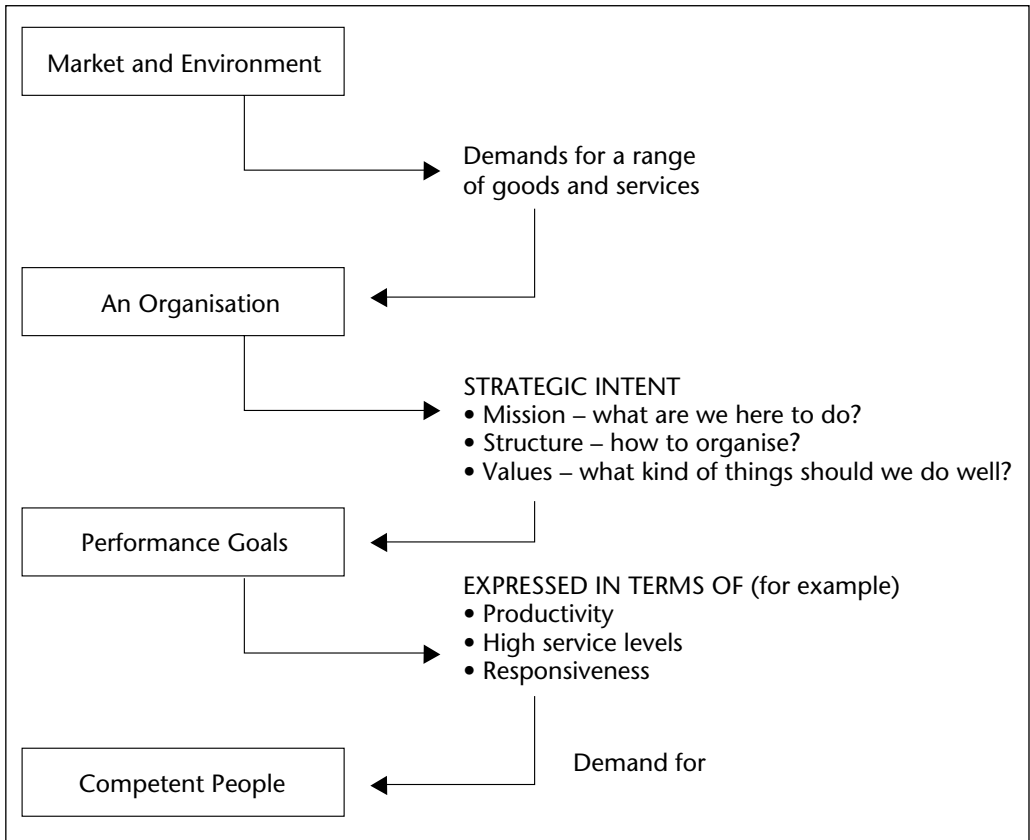 Market and Environment
Demands for a range
of goods and services
An Organisation
STRATEGIC INTENT
• Mission – what are we here to do?
• Structure – how to organise?
• Values – what kind of things should we do well?
Performance Goals
EXPRESSED IN TERMS OF (for example)
• Productivity
• High service levels
• Responsiveness
Demand for
Competent People